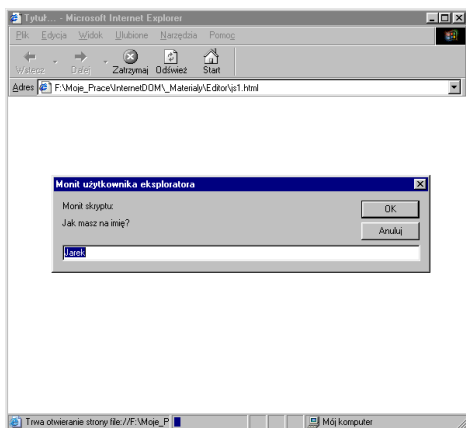 Tytuł... - Microsoft Internet Explorer
Plik Edycja Widok Ulubione Narzędzia Pomoc
Wstecz Dalej Zatrzymaj Odśwież Start
Adres F:\Moje_Prace\InternetDOM\_Materialy\Editor\js1.html
Monit użytkownika eksploratora
Monit skryptu:
OK
Jak masz na imię?
Anuluj
Jarek
Trwa otwieranie strony file://F:\Moje_P Mój komputer